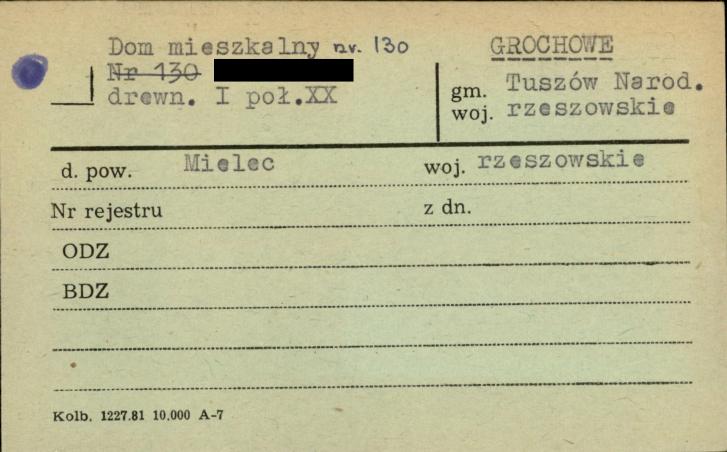 Dom mieszkalny nr. 130
Nr 130
drewn. I poł.XX
GROCHOWE
gm. Tuszów Narod.
woj. rzeszowskie
d. pow. Mielec woj. rzeszowskie
Nr rejestru z dn.
ODZ
BDZ
Kolb. 1227.81 10.000 A-7